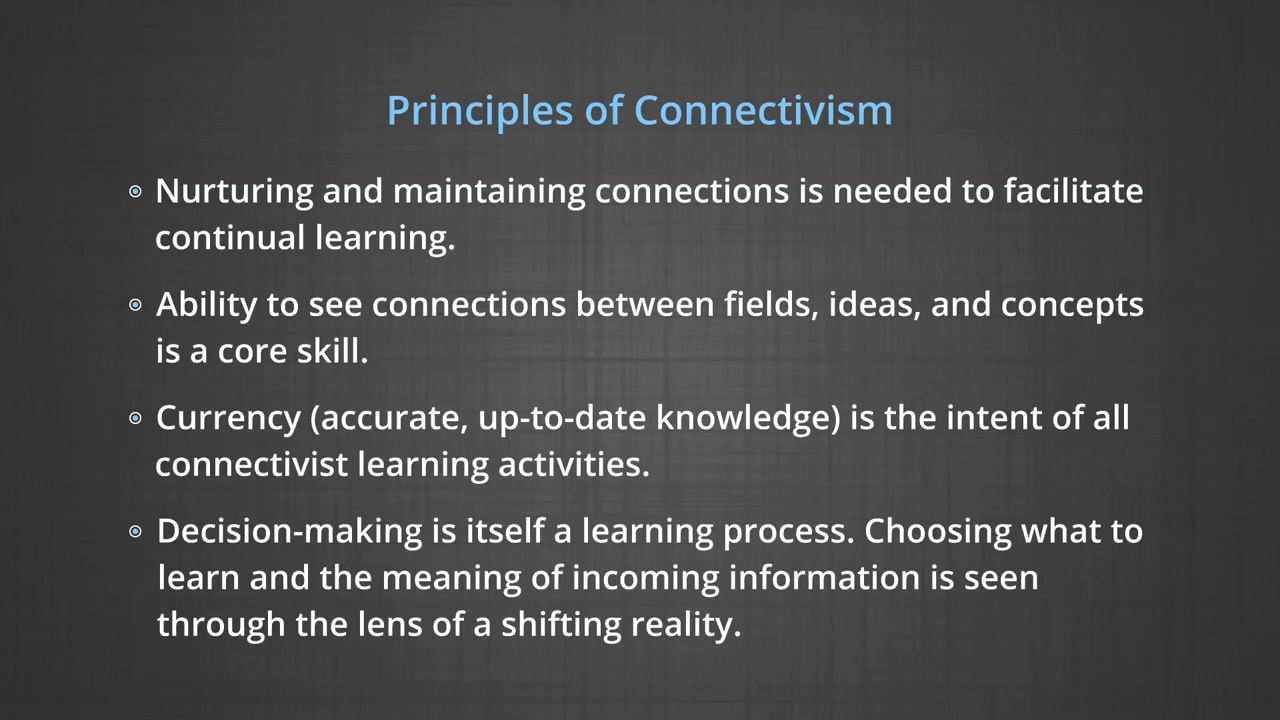 Principles of Connectivism
Nurturing and maintaining connections is needed to facilitate
continual learning.
Ability to see connections between fields, ideas, and concepts
is a core skill.
Currency (accurate, up-to-date knowledge) is the intent of all
connectivist learning activities.
Decision-making is itself a learning process. Choosing what to
learn and the meaning of incoming information is seen
through the lens of a shifting reality.